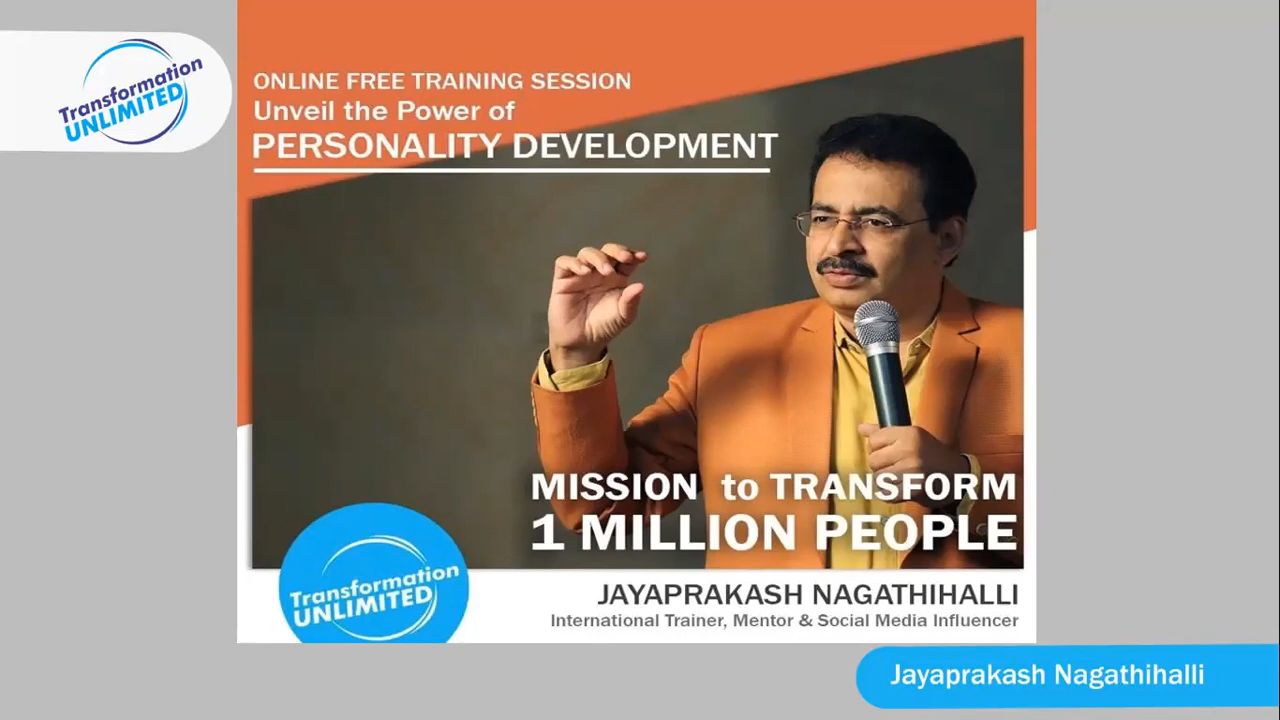 Transformation
UNLIMITED
ONLINE FREE TRAINING SESSION
Unveil the Power of
PERSONALITY DEVELOPMENT
MISSION to TRANSFORM
1 MILLION PEOPLE
Transformation
UNLIMITED
JAYAPRAKASH NAGATHIHALLI
International Trainer, Mentor & Social Media Influencer
Jayaprakash Nagathihalli